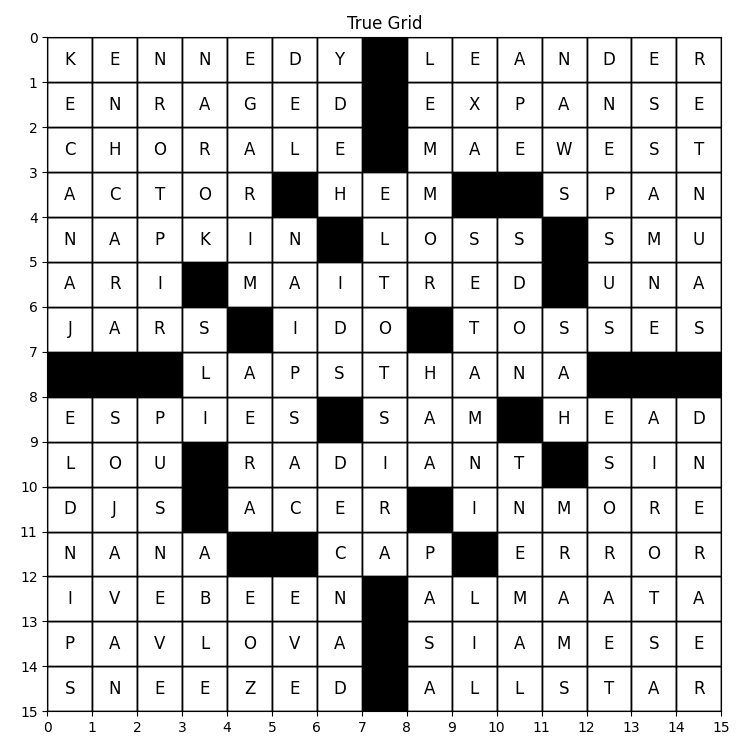 True Grid
0 K E N N E D Y L E A N D E R
1 E N R A G E D E X P A N S E
2 C H O R A L E M A E W E S T
3 A C T O R H E M S P A N
4 N A P K I N L O S S S M U
5 A R I M A I T R E D U N A
6 J A R S I D O T O S S E S
7 L A P S T H A N A
8 E S P I E S S A M H E A D
9 L O U R A D I A N T S I N
10 D J S A C E R I N M O R E
11 N A N A C A P E R R O R
12 I V E B E E N A L M A A T A
13 P A V L O V A S I A M E S E
14 S N E E Z E D A L L S T A R
15
0 1 2 3 4 5 6 7 8 9 10 11 12 13 14 15